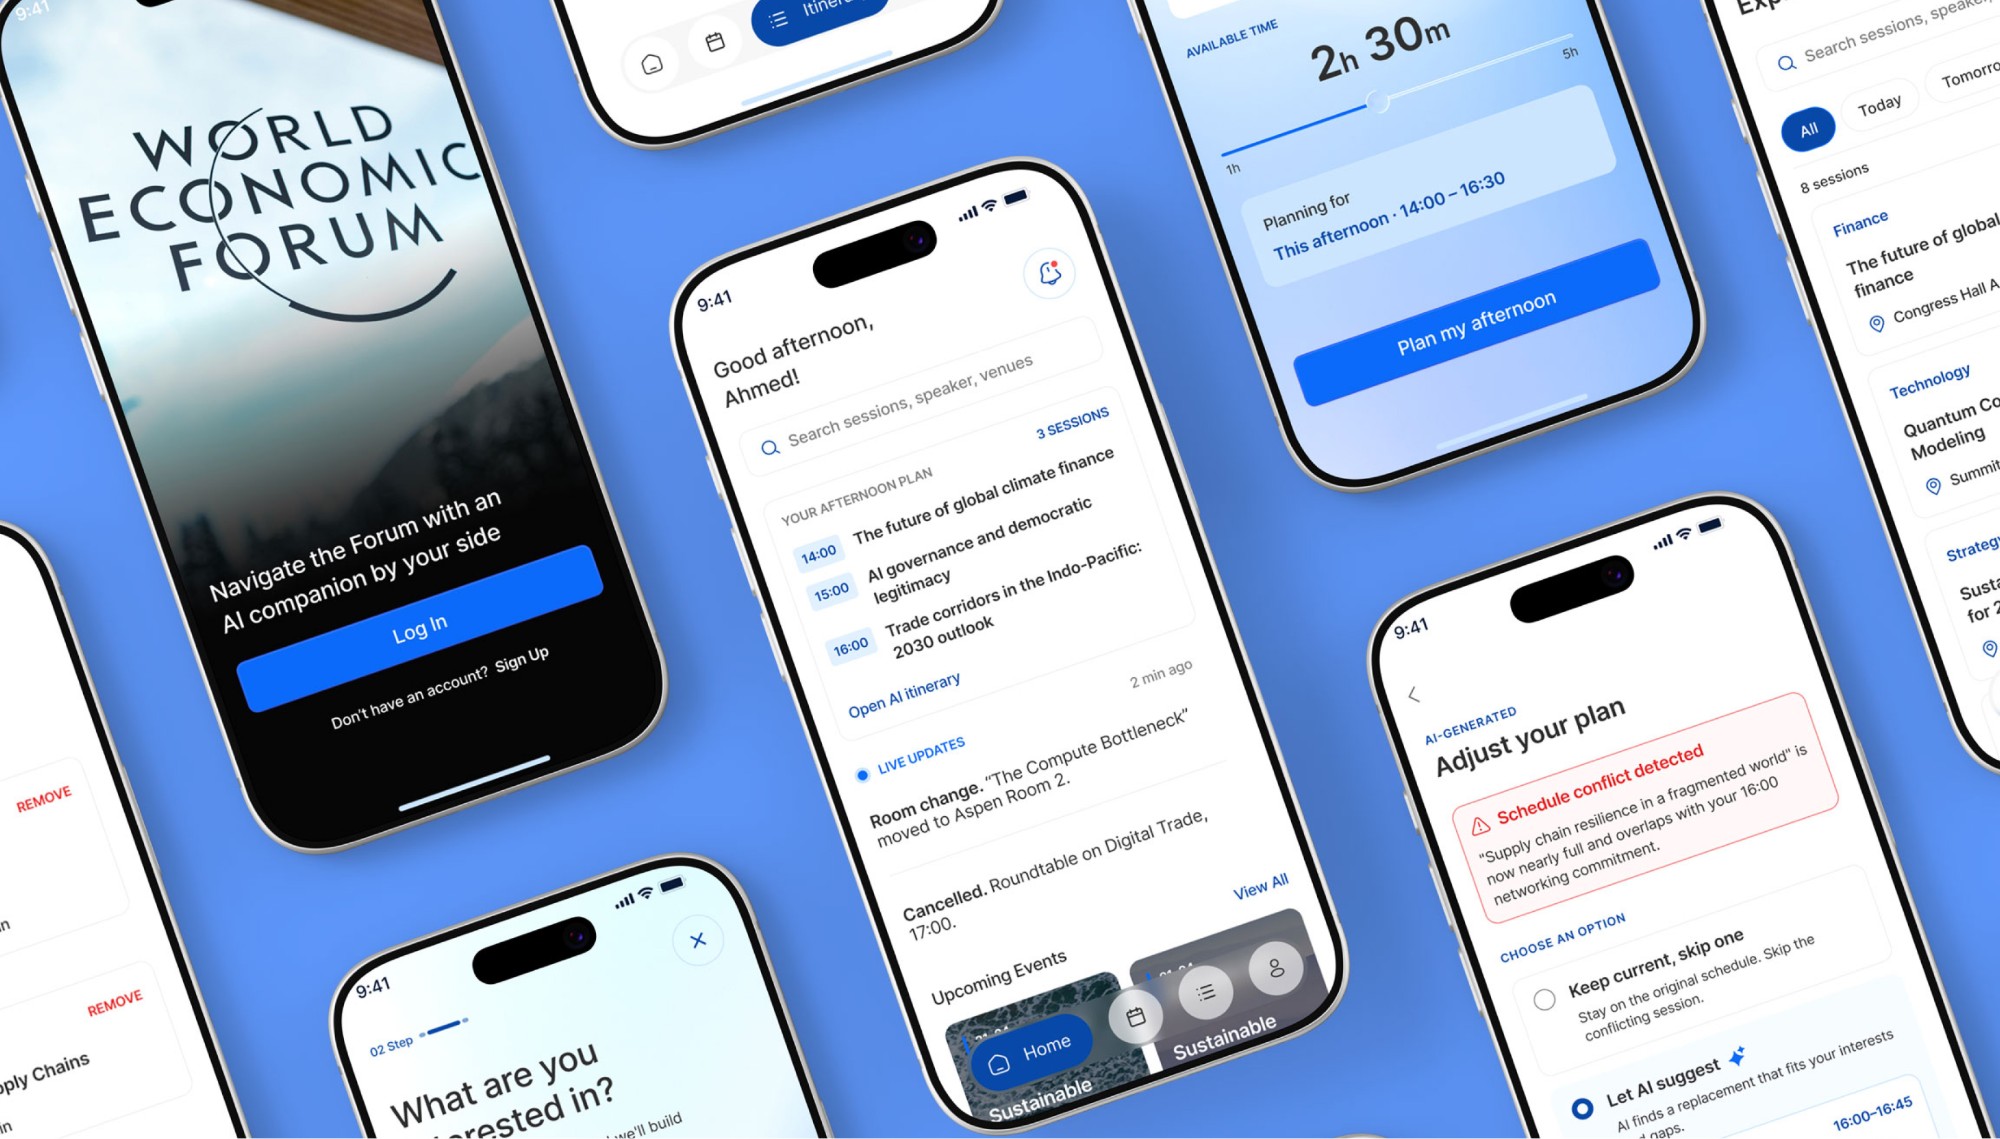 9:41
WORLD
ECONOMIC
FORUM
Navigate the Forum with an
AI companion by your side
Log In
Don't have an account? Sign Up
REMOVE
REMOVE
9:41
02 Step
What are you
in?
we'll build
9:41
Good afternoon,
Ahmed!
Search sessions, speaker, venues
YOUR AFTERNOON PLAN
3 SESSIONS
14:00
The future of global climate finance
15:00
AI governance and democratic
legitimacy
16:00
Trade corridors in the Indo-Pacific:
2030 outlook
Open AI itinerary
LIVE UPDATES
2 min ago
Room change. “The Compute Bottleneck”
moved to Aspen Room 2.
Cancelled. Roundtable on Digital Trade,
17:00.
Upcoming Events
View All
Sustainable
Sustainable
Home
AVAILABLE TIME
2h 30m
1h
5h
Planning for
This afternoon · 14:00 – 16:30
Plan my afternoon
9:41
AI-GENERATED
Adjust your plan
Schedule conflict detected
"Supply chain resilience in a fragmented world" is
now nearly full and overlaps with your 16:00
networking commitment.
CHOOSE AN OPTION
Keep current, skip one
Stay on the original schedule. Skip the
conflicting session.
Let AI suggest
AI finds a replacement that fits your interests
gaps.
16:00–16:45
Search sessions, speaker,
All
Today
8 sessions
Finance
The future of global
finance
Congress Hall A
Technology
Quantum
Modeling
Chains